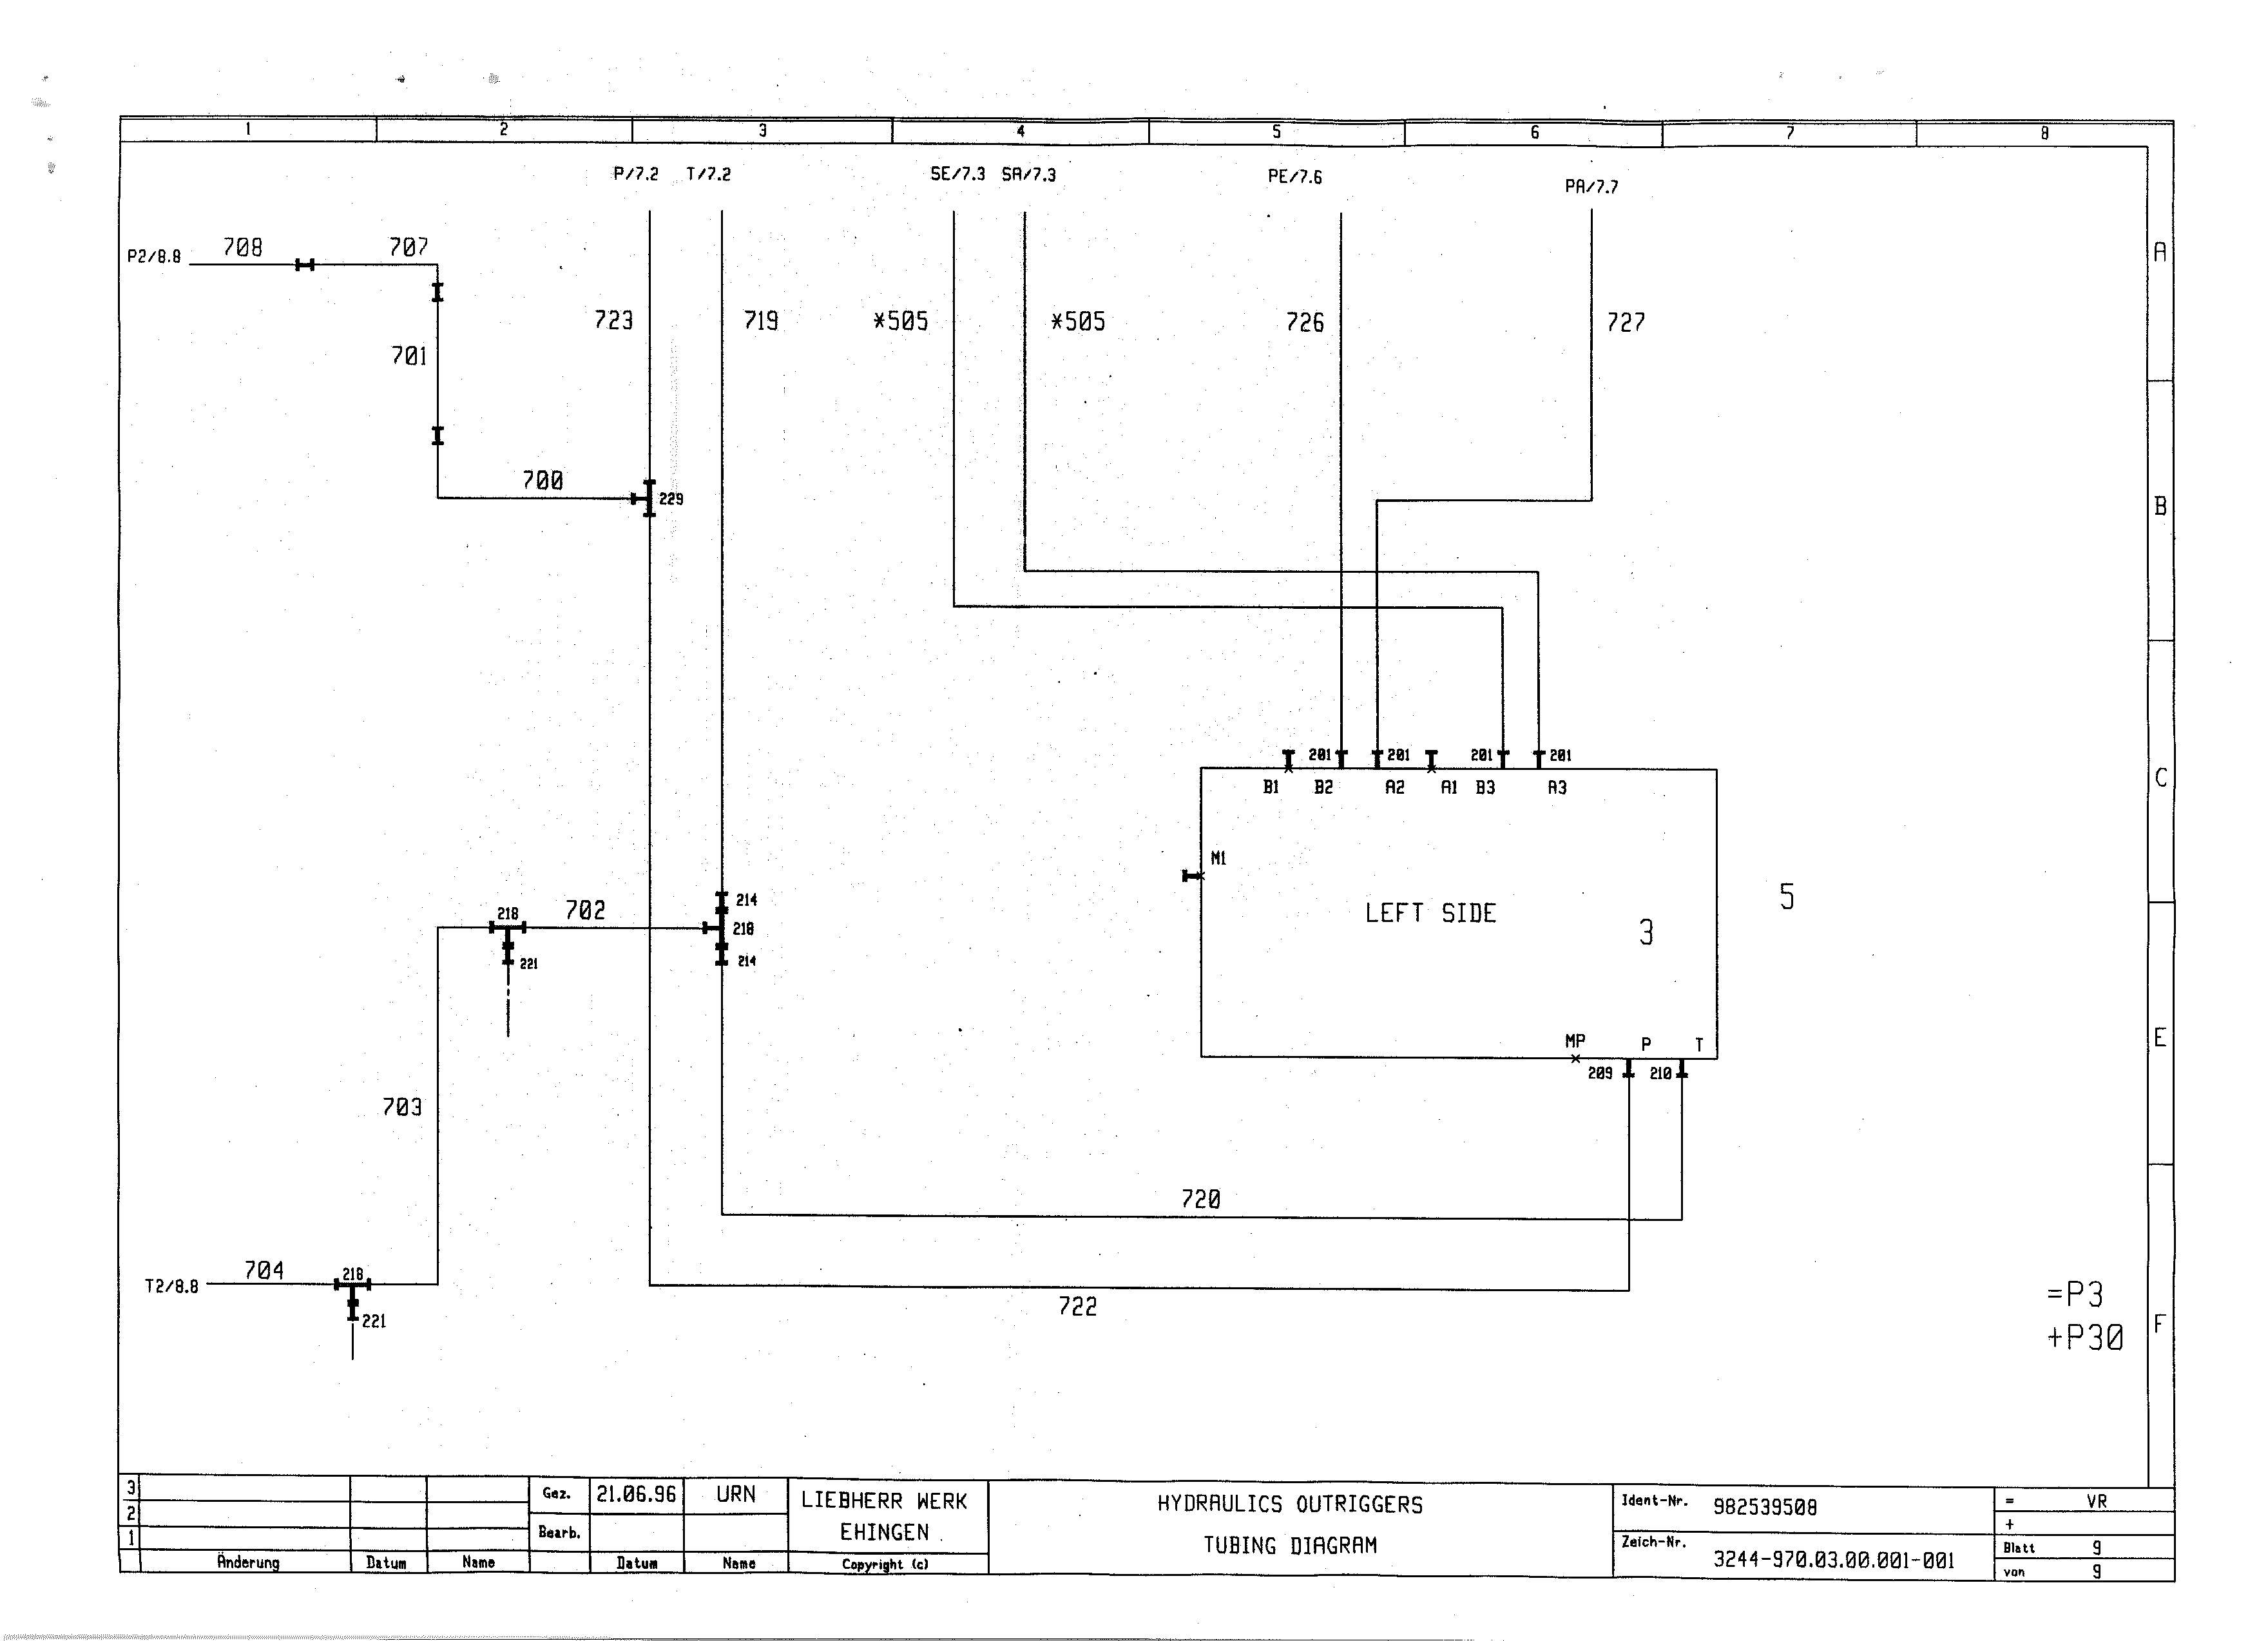 1 2 3 4 5 6 7 8
P/7.2 T/7.2 SE/7.3 SA/7.3 PE/7.6 PA/7.7
P2/8.8 708 707 A
723 719 *505 *505 726 727
701
700 229 B
201 201 201 201
B1 B2 A2 A1 B3 A3 C
M1
214
218 702 218 LEFT SIDE 3 5
221 214
MP P T E
209 210
703
720
T2/8.8 704 218
221
722
=P3
+P30 F
3 Gez. 21.06.96 URN LIEBHERR WERK HYDRAULICS OUTRIGGERS Ident-Nr. 982539508 = VR
2 +
1 Bearb. EHINGEN TUBING DIAGRAM Zeich-Nr. 3244-970.03.00.001-001 Blatt 9
Änderung Datum Name Datum Name Copyright (c) von 9